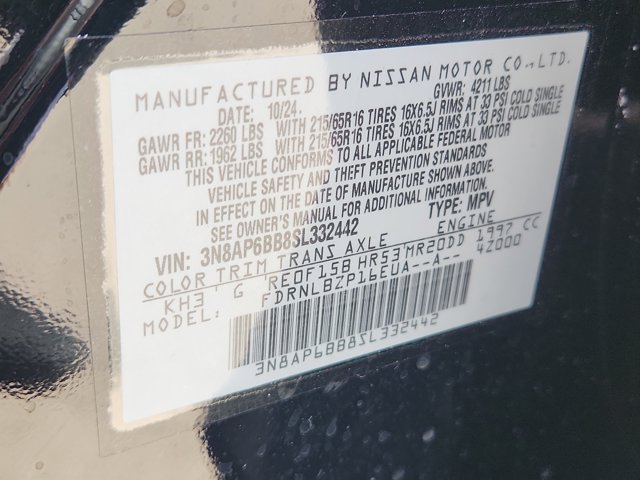 MANUFACTURED BY NISSAN MOTOR CO.,LTD.
DATE: 10/24. GVWR: 4211 LBS
GAWR FR: 2260 LBS WITH 215/65R16 TIRES 16X6.5J RIMS AT 33 PSI COLD SINGLE
GAWR RR: 1962 LBS WITH 215/65R16 TIRES 16X6.5J RIMS AT 33 PSI COLD SINGLE
THIS VEHICLE CONFORMS TO ALL APPLICABLE FEDERAL MOTOR
VEHICLE SAFETY AND THEFT PREVENTION STANDARDS
IN EFFECT ON THE DATE OF MANUFACTURE SHOWN ABOVE.
SEE OWNER'S MANUAL FOR ADDITIONAL INFORMATION.
VIN: 3N8AP6BB8SL332442 TYPE: MPV
COLOR TRIM TRANS AXLE ENGINE
KH3 G RE0F15B HR53 MR20DD 1997 CC
MODEL: FDRNLBZP16EUA--A-- 4Z000
3N8AP6BB8SL332442